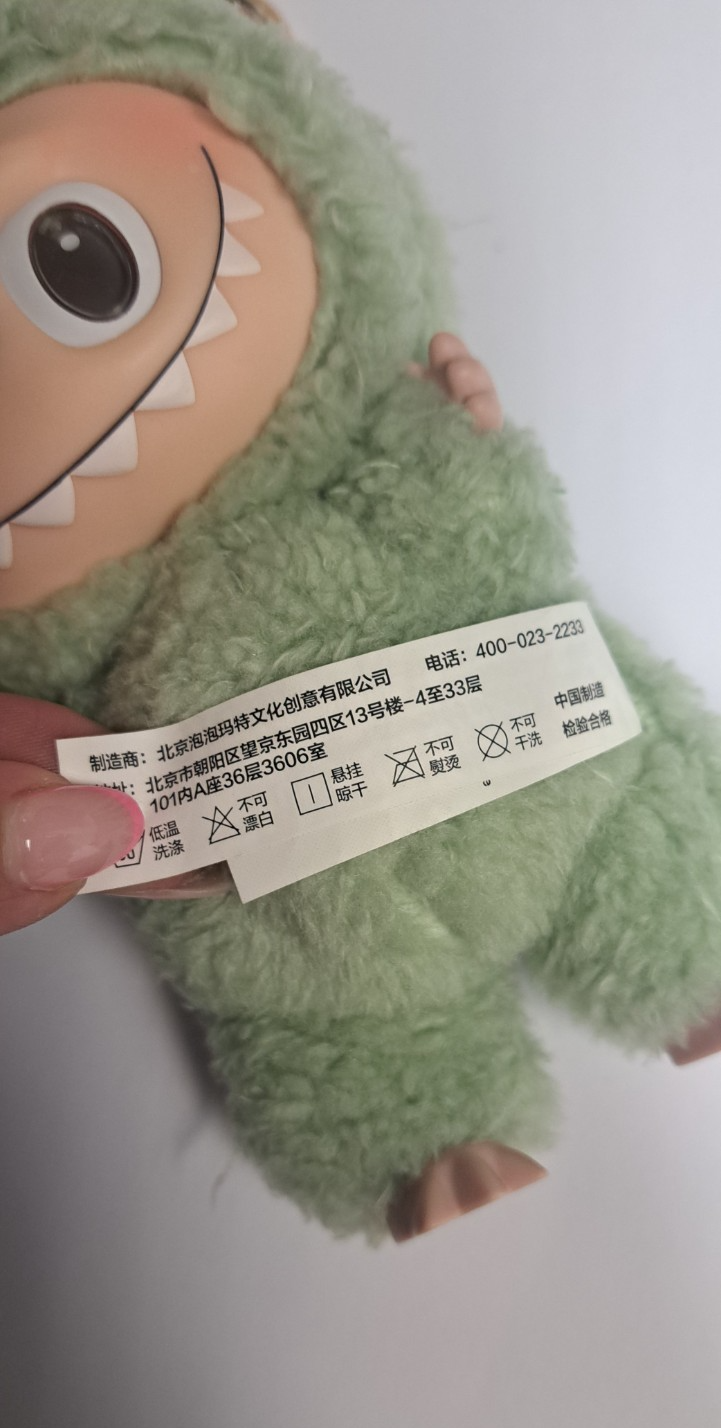 制造商：北京泡泡玛特文化创意有限公司 电话：400-023-2233
址：北京市朝阳区望京东园四区13号楼-4至33层
101内A座36层3606室
中国制造
检验合格
低温
洗涤
不可
漂白
悬挂
晾干
不可
熨烫
不可
干洗